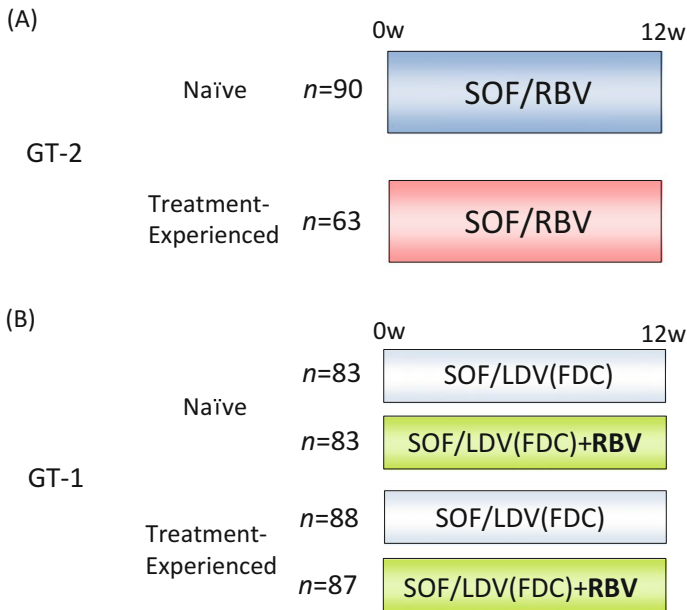 (A)
0w 12w
Naïve n=90 SOF/RBV
GT-2
Treatment-
Experienced n=63 SOF/RBV
(B)
0w 12w
n=83 SOF/LDV(FDC)
Naïve
n=83 SOF/LDV(FDC)+RBV
GT-1
n=88 SOF/LDV(FDC)
Treatment-
Experienced
n=87 SOF/LDV(FDC)+RBV